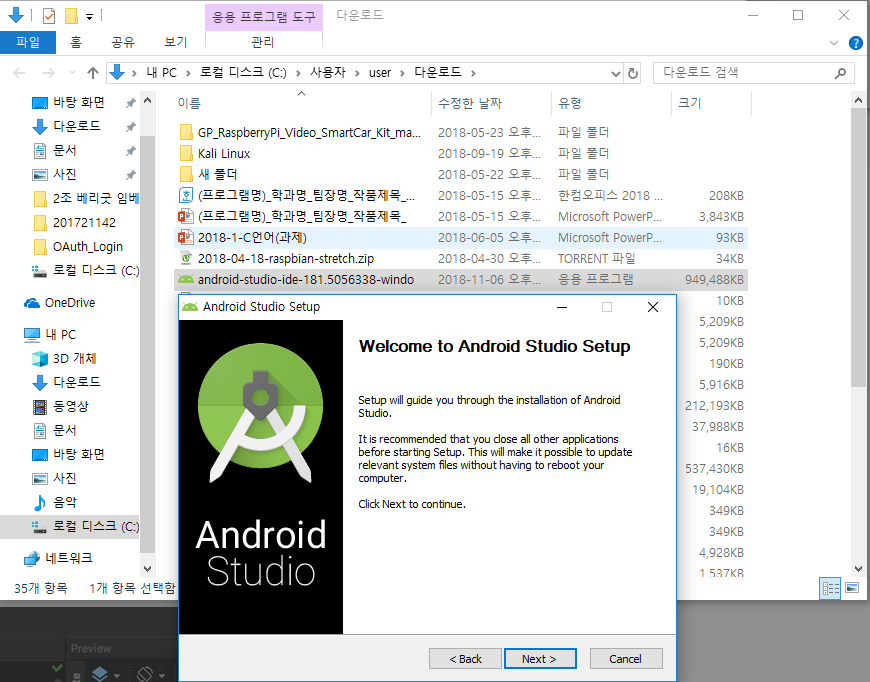 응용 프로그램 도구 다운로드
파일 홈 공유 보기 관리
내 PC 로컬 디스크 (C:) 사용자 user 다운로드 다운로드 검색
이름 수정한 날짜 유형 크기
바탕 화면
다운로드
문서
사진
2조 베리굿 임베
201721142
OAuth_Login
로컬 디스크 (C:)
OneDrive
내 PC
3D 개체
다운로드
동영상
문서
바탕 화면
사진
음악
로컬 디스크 (C:)
네트워크
GP_RaspberryPi_Video_SmartCar_Kit_ma... 2018-05-23 오후... 파일 폴더
Kali Linux 2018-09-19 오후... 파일 폴더
새 폴더 2018-05-22 오후... 파일 폴더
(프로그램명)_학과명_팀장명_작품제목_... 2018-05-15 오후... 한컴오피스 2018 ... 208KB
(프로그램명)_학과명_팀장명_작품제목_ 2018-05-15 오후... Microsoft PowerP... 3,843KB
2018-1-C언어(과제) 2018-06-05 오후... Microsoft PowerP... 93KB
2018-04-18-raspbian-stretch.zip 2018-04-30 오후... TORRENT 파일 34KB
android-studio-ide-181.5056338-windo 2018-11-06 오후... 응용 프로그램 949,488KB
10KB
5,209KB
5,209KB
190KB
5,916KB
212,193KB
37,988KB
16KB
537,430KB
19,104KB
349KB
349KB
4,928KB
1,537KB
35개 항목 1개 항목 선택함
Android Studio Setup
Android
Studio
Welcome to Android Studio Setup
Setup will guide you through the installation of Android
Studio.
It is recommended that you close all other applications
before starting Setup. This will make it possible to update
relevant system files without having to reboot your
computer.
Click Next to continue.
< Back Next > Cancel
Preview